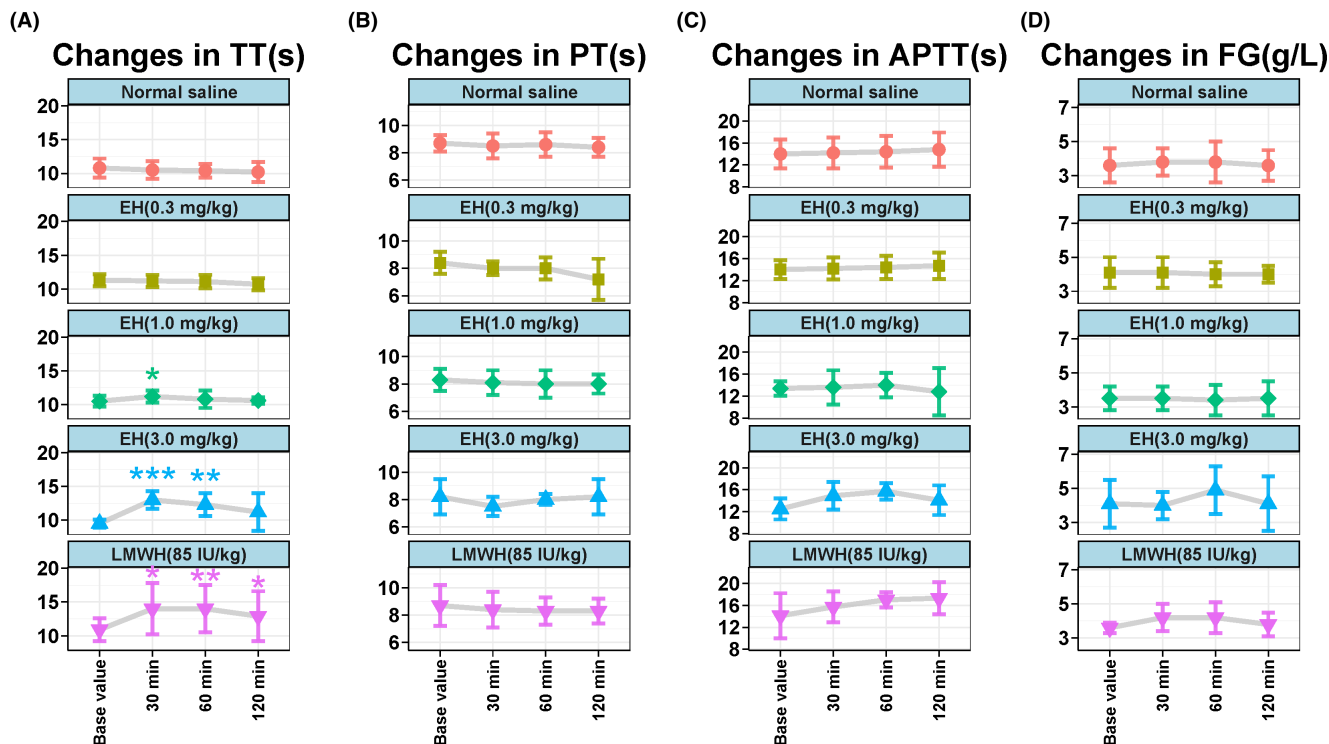 (A)
Changes in TT(s)
Normal saline
20
15
10
EH(0.3 mg/kg)
20
15
10
EH(1.0 mg/kg)
20
15
10
*
EH(3.0 mg/kg)
20
15
10
*** **
LMWH(85 IU/kg)
20
15
10
* ** *
Base value
30 min
60 min
120 min
(B)
Changes in PT(s)
Normal saline
10
8
6
EH(0.3 mg/kg)
10
8
6
EH(1.0 mg/kg)
10
8
6
EH(3.0 mg/kg)
10
8
6
LMWH(85 IU/kg)
10
8
6
Base value
30 min
60 min
120 min
(C)
Changes in APTT(s)
Normal saline
20
16
12
8
EH(0.3 mg/kg)
20
16
12
8
EH(1.0 mg/kg)
20
16
12
8
EH(3.0 mg/kg)
20
16
12
8
LMWH(85 IU/kg)
20
16
12
8
Base value
30 min
60 min
120 min
(D)
Changes in FG(g/L)
Normal saline
7
5
3
EH(0.3 mg/kg)
7
5
3
EH(1.0 mg/kg)
7
5
3
EH(3.0 mg/kg)
7
5
3
LMWH(85 IU/kg)
7
5
3
Base value
30 min
60 min
120 min